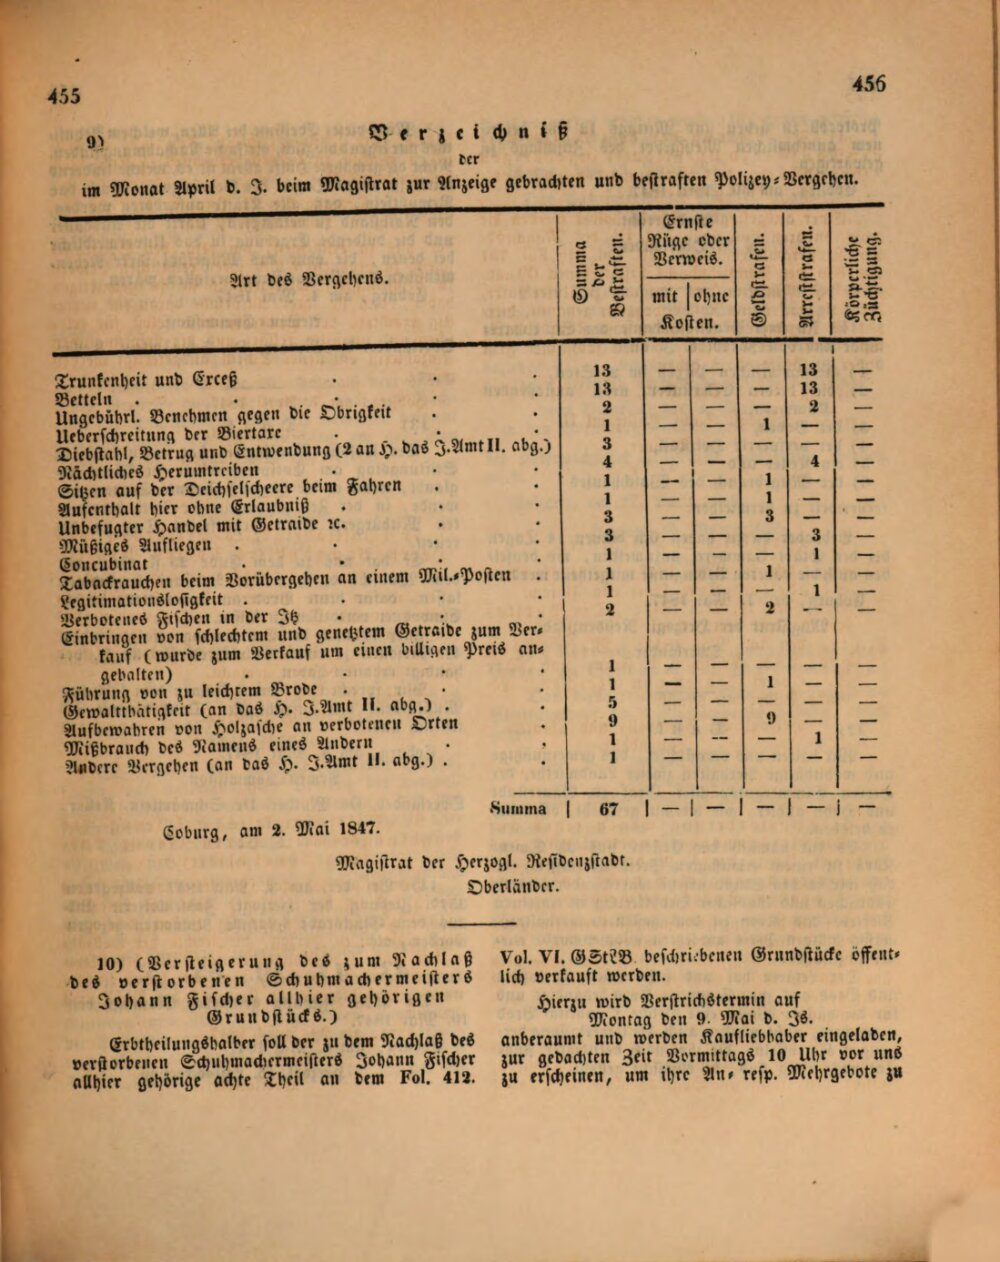 455
456
9)
Verzeichniß
der
im Monat April d. J. beim Magistrat zur Anzeige gebrachten und bestraften Polizey-Vergehen.
Art des Vergehens.
Summa der Bestraften.
Ernste
Rüge oder
Verweis.
mit | ohne
Kosten.
Geldstrafen.
Arreststrafen.
Körperliche Züchtigung.
Trunkenheit und Exceß . . . 13 — — — 13 —
Betteln . . . . . 13 — — — 13 —
Ungebührl. Benehmen gegen die Obrigkeit . . 2 — — — 2 —
Ueberschreitung der Biertaxe . . . 1 — — 1 — —
Diebstahl, Betrug und Entwendung (2 an H. das J.Amt II. abg.) 3
Nächtliches Herumtreiben . . . 4 — — — 4 —
Sitzen auf der Deichselscheere beim Fahren . . 1 — — 1 — —
Aufenthalt hier ohne Erlaubniß . . . 1 — — 1 — —
Unbefugter Handel mit Getraide ꝛc. . . 3 — — 3 — —
Müßiges Aufliegen . . . . 3 — — — 3 —
Concubinat . . . . 1 — — — 1 —
Tabackrauchen beim Vorübergehen an einem Mil.-Posten . 1 — — 1 — —
Legitimationslosigkeit . . . . 1 — — — 1 —
Verbotenes Fischen in der Itz . . . 2 — — 2 — —
Einbringen von schlechtem und genetztem Getraide zum Ver-
kauf (wurde zum Verkauf um einen billigen Preis an-
gehalten) . . . . 1 — — — — —
Führung von zu leichtem Brode . . . 1 — — 1 — —
Gewaltthätigkeit (an das H. J.Amt II. abg.) . . 5
Aufbewahren von Holzasche an verbotenen Orten . 9 — — 9 — —
Mißbrauch des Namens eines Andern . . 1 — — — 1 —
Andere Vergehen (an das H. J.Amt II. abg.) . . 1 — — — — —
Summa | 67 | — | — | — | — | —
Coburg, am 2. Mai 1847.
Magistrat der Herzogl. Residenzstadt.
Oberländer.
10) (Versteigerung des zum Nachlaß
des verstorbenen Schuhmachermeisters
Johann Fischer allhier gehörigen
Grundstücks.)
Erbtheilungshalber soll der zu dem Nachlaß des
verstorbenen Schuhmachermeisters Johann Fischer
allhier gehörige achte Theil an dem Fol. 412.
Vol. VI. GStLB beschriebenen Grundstücke öffent-
lich verkauft werden.
Hierzu wird Verstrichstermin auf
Montag den 9. Mai d. Js.
anberaumt und werden Kaufliebhaber eingeladen,
zur gedachten Zeit Vormittags 10 Uhr vor uns
zu erscheinen, um ihre An- resp. Mehrgebote zu